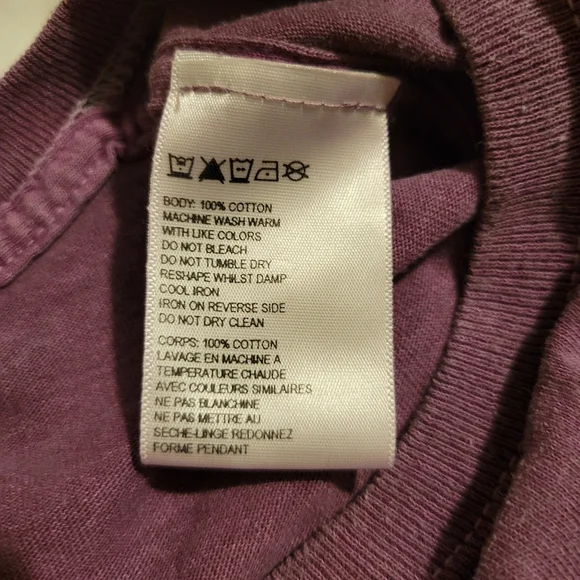 BODY: 100% COTTON
MACHINE WASH WARM
WITH LIKE COLORS
DO NOT BLEACH
DO NOT TUMBLE DRY
RESHAPE WHILST DAMP
COOL IRON
IRON ON REVERSE SIDE
DO NOT DRY CLEAN
CORPS: 100% COTTON
LAVAGE EN MACHINE A
TEMPERATURE CHAUDE
AVEC COULEURS SIMILAIRES
NE PAS BLANCHINE
NE PAS METTRE AU
SECHE-LINGE REDONNEZ
FORME PENDANT